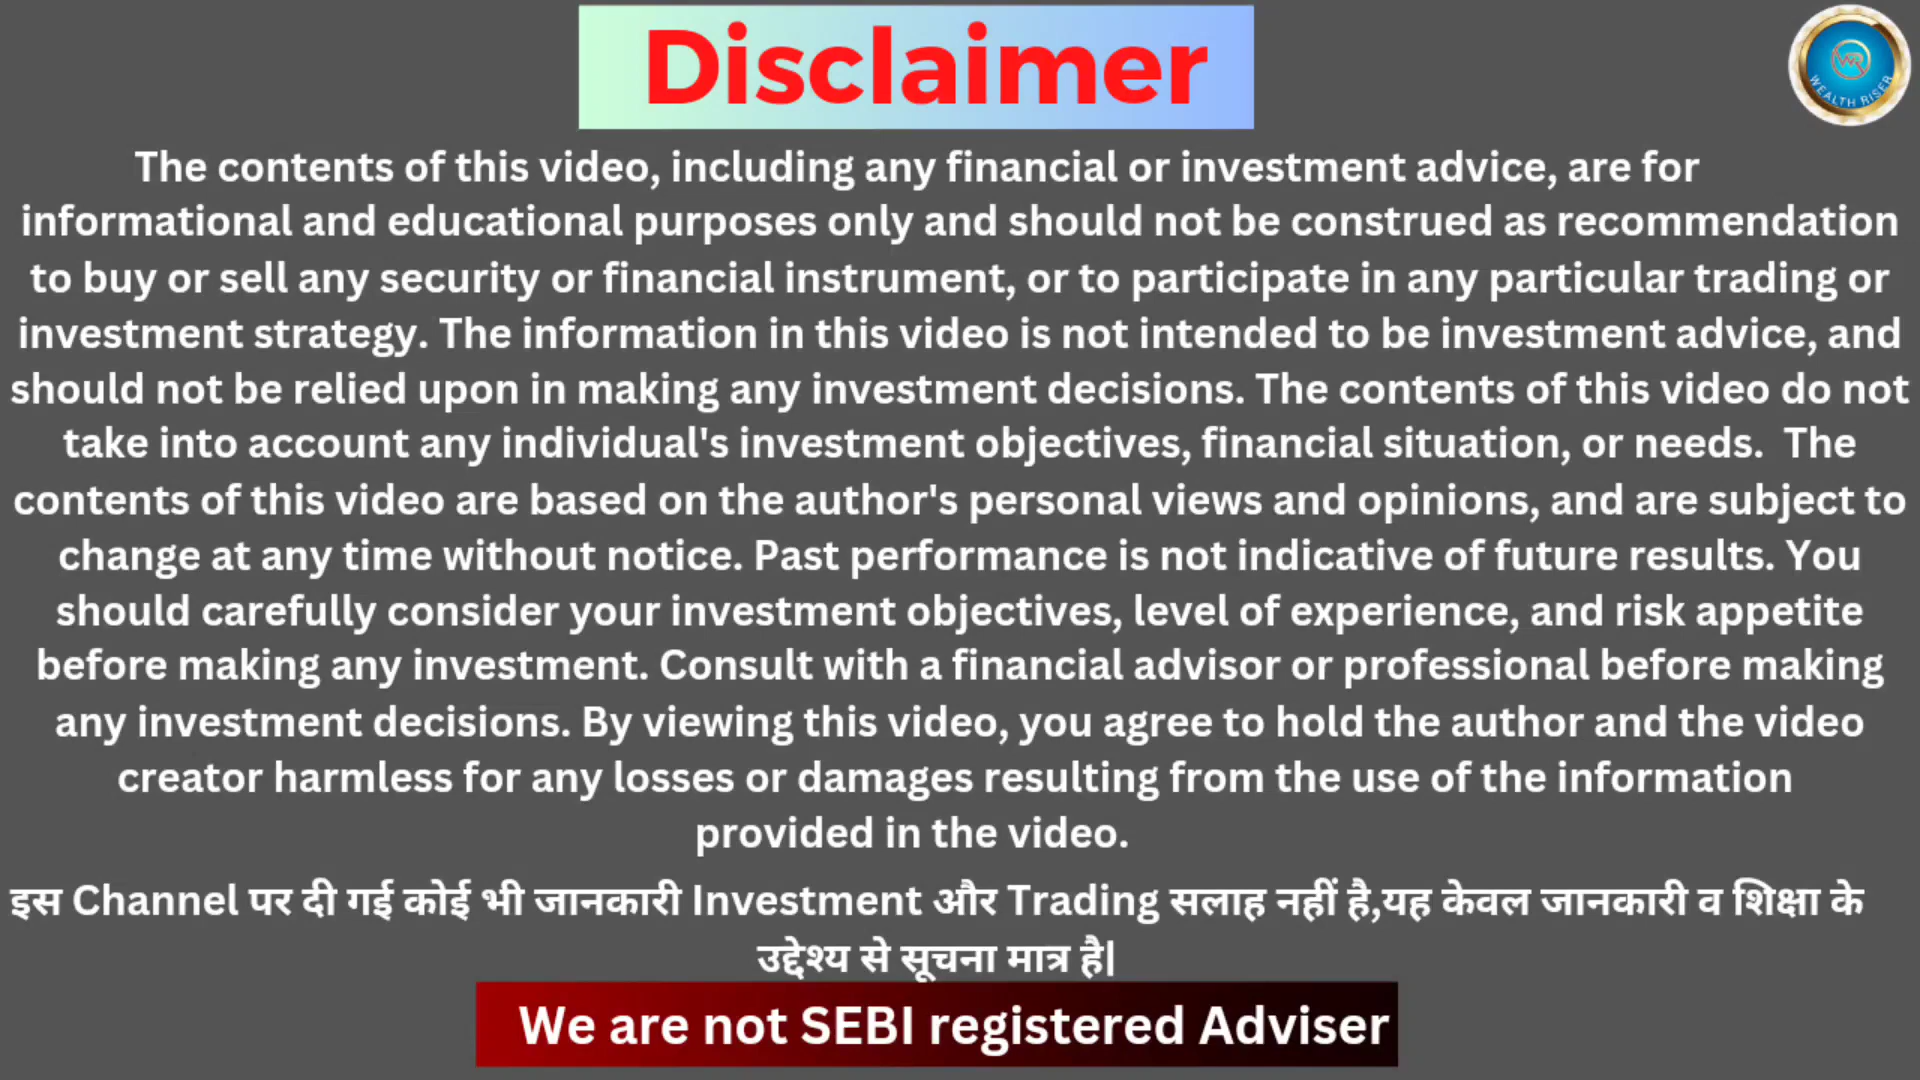 Disclaimer
WR
WEALTH RISER
The contents of this video, including any financial or investment advice, are for
informational and educational purposes only and should not be construed as recommendation
to buy or sell any security or financial instrument, or to participate in any particular trading or
investment strategy. The information in this video is not intended to be investment advice, and
should not be relied upon in making any investment decisions. The contents of this video do not
take into account any individual's investment objectives, financial situation, or needs.  The
contents of this video are based on the author's personal views and opinions, and are subject to
change at any time without notice. Past performance is not indicative of future results. You
should carefully consider your investment objectives, level of experience, and risk appetite
before making any investment. Consult with a financial advisor or professional before making
any investment decisions. By viewing this video, you agree to hold the author and the video
creator harmless for any losses or damages resulting from the use of the information
provided in the video.
इस Channel पर दी गई कोई भी जानकारी Investment और Trading सलाह नहीं है,यह केवल जानकारी व शिक्षा के
उद्देश्य से सूचना मात्र है|
We are not SEBI registered Adviser